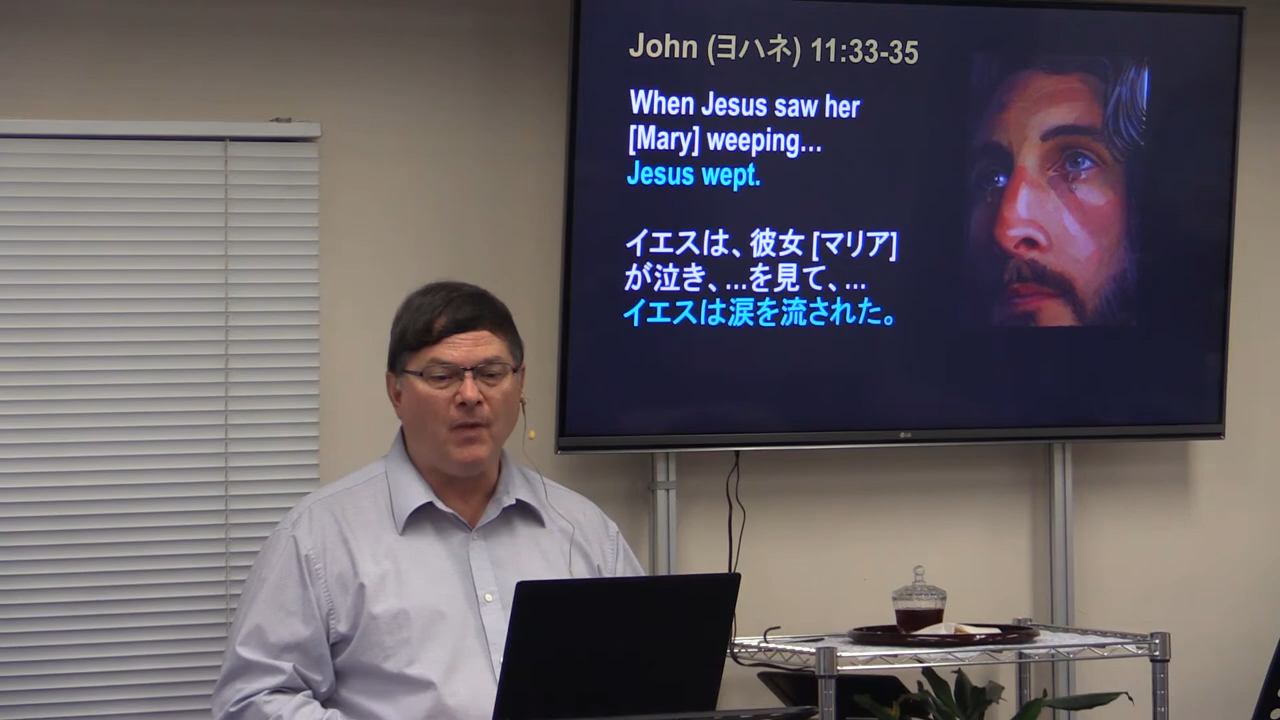 John (ヨハネ) 11:33-35
When Jesus saw her
[Mary] weeping...
Jesus wept.
イエスは、彼女 [マリア]
が泣き、...を見て、...
イエスは涙を流された。
LG